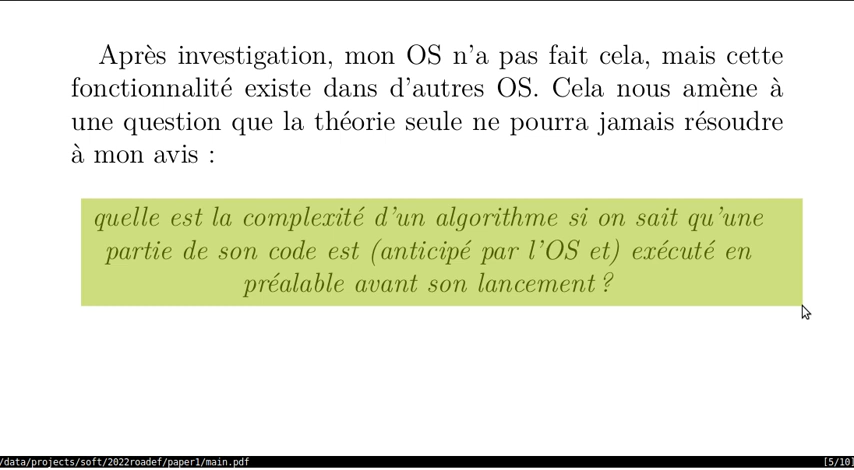 Après investigation, mon OS n'a pas fait cela, mais cette
fonctionnalité existe dans d'autres OS. Cela nous amène à
une question que la théorie seule ne pourra jamais résoudre
à mon avis :
quelle est la complexité d'un algorithme si on sait qu'une
partie de son code est (anticipé par l'OS et) exécuté en
préalable avant son lancement ?
/data/projects/soft/2022roadef/paper1/main.pdf [5/10]